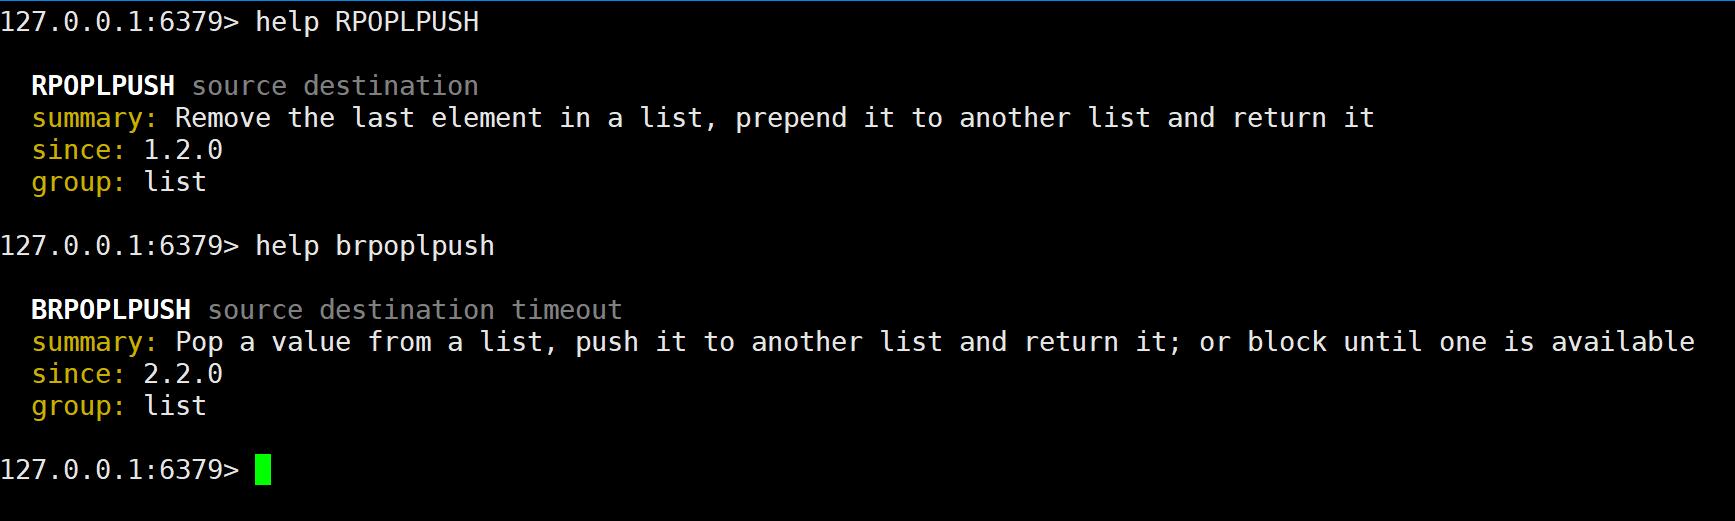 127.0.0.1:6379> help RPOPLPUSH
RPOPLPUSH source destination
summary: Remove the last element in a list, prepend it to another list and return it
since: 1.2.0
group: list
127.0.0.1:6379> help brpoplpush
BRPOPLPUSH source destination timeout
summary: Pop a value from a list, push it to another list and return it; or block until one is available
since: 2.2.0
group: list
127.0.0.1:6379>